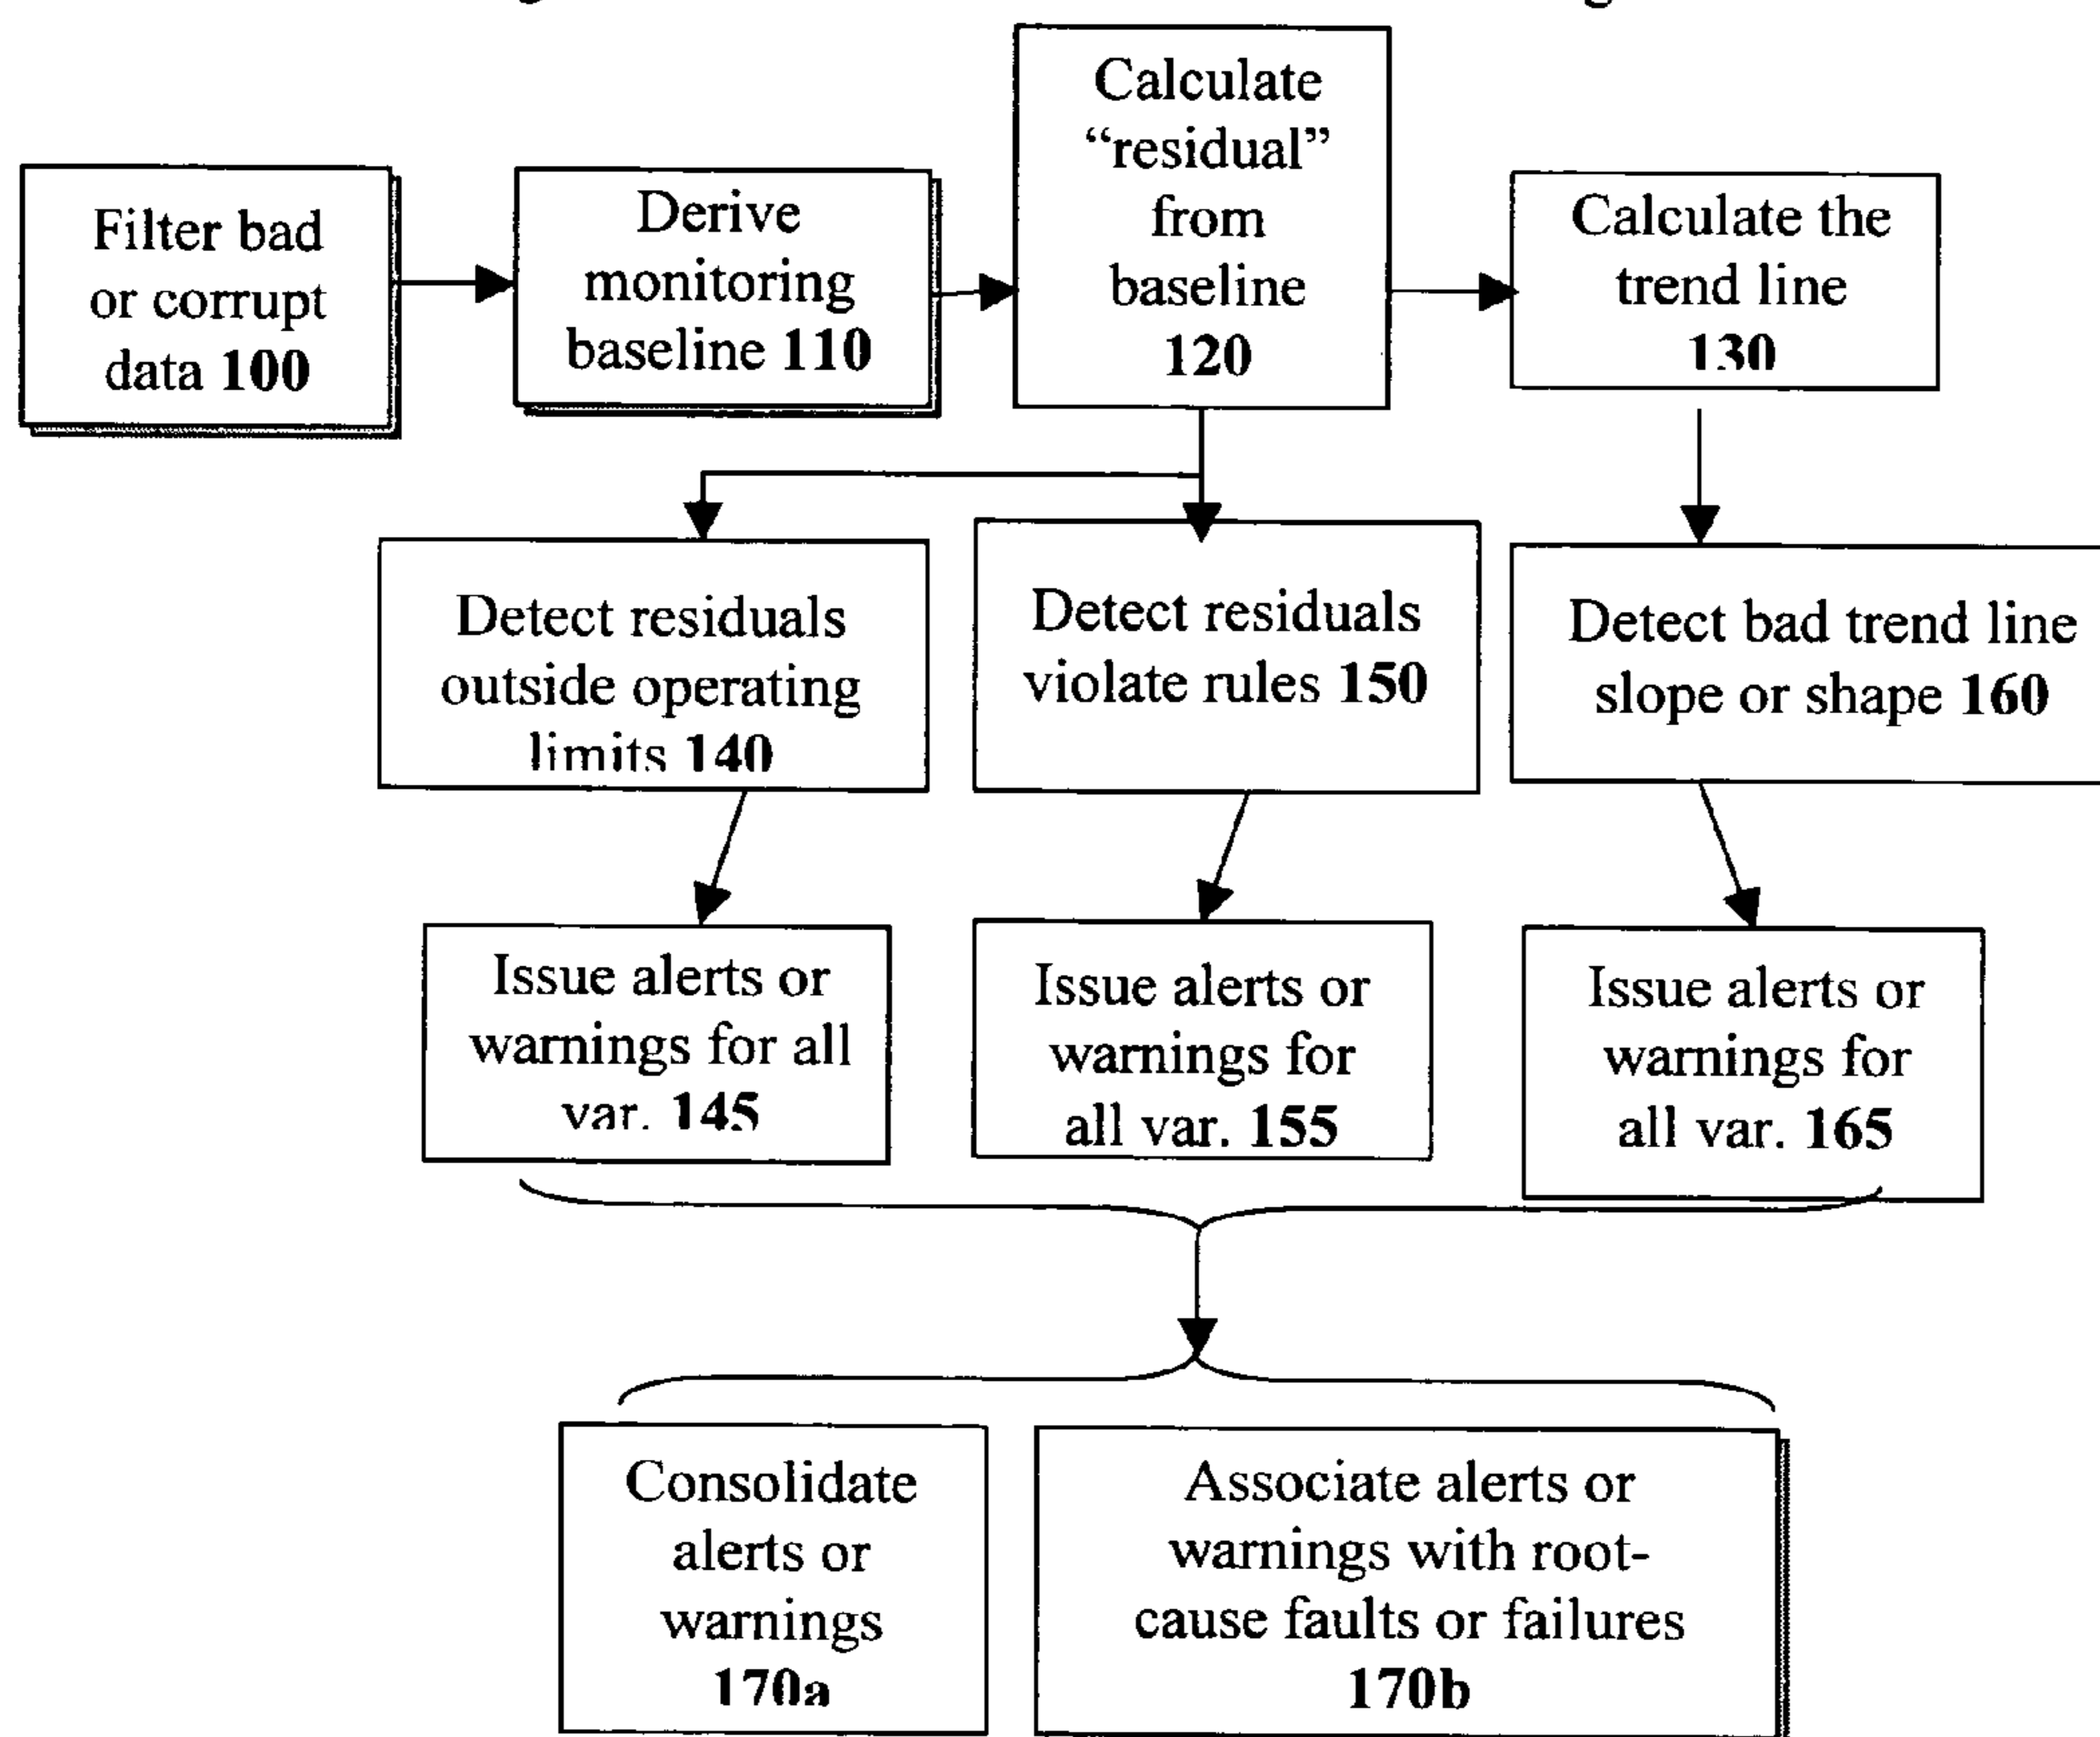 Filter bad
or corrupt
data 100
Derive
monitoring
baseline 110
Calculate
“residual”
from
baseline
120
Calculate the
trend line
130
Detect residuals
outside operating
limits 140
Detect residuals
violate rules 150
Detect bad trend line
slope or shape 160
Issue alerts or
warnings for all
var. 145
Issue alerts or
warnings for
all var. 155
Issue alerts or
warnings for
all var. 165
Consolidate
alerts or
warnings
170a
Associate alerts or
warnings with root-
cause faults or failures
170b